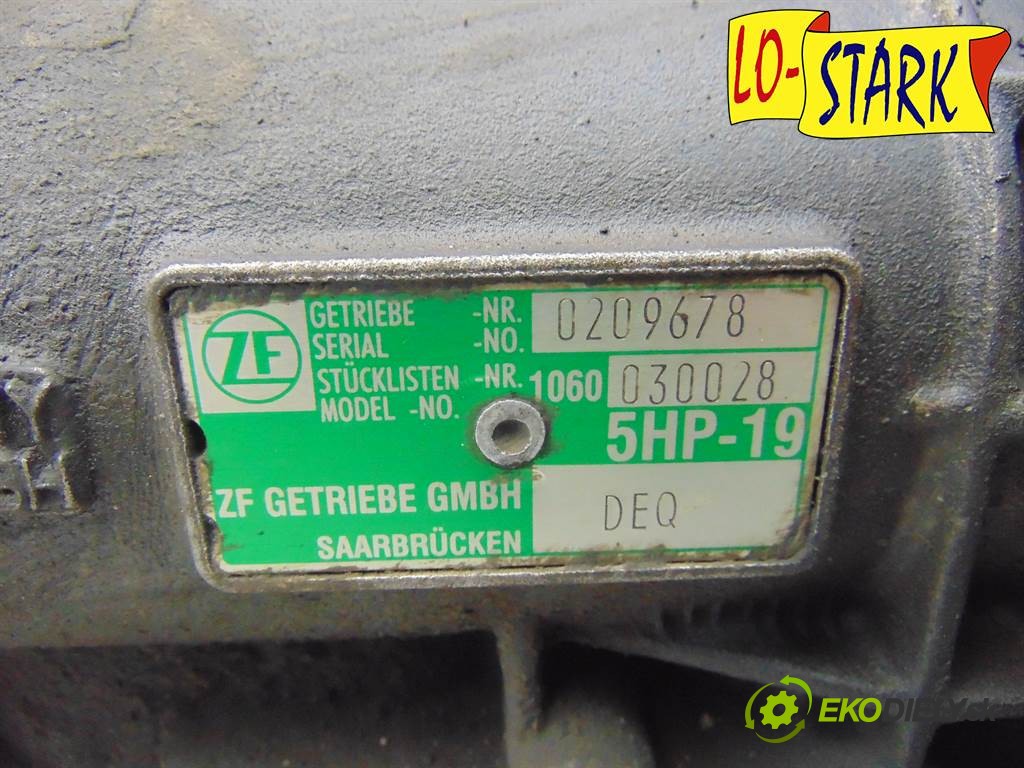 LO-STARK
ZF
GETRIEBE -NR. 0209678
SERIAL -NO.
STÜCKLISTEN -NR. 1060 030028
MODEL -NO.
5HP-19
ZF GETRIEBE GMBH
DEQ
SAARBRÜCKEN